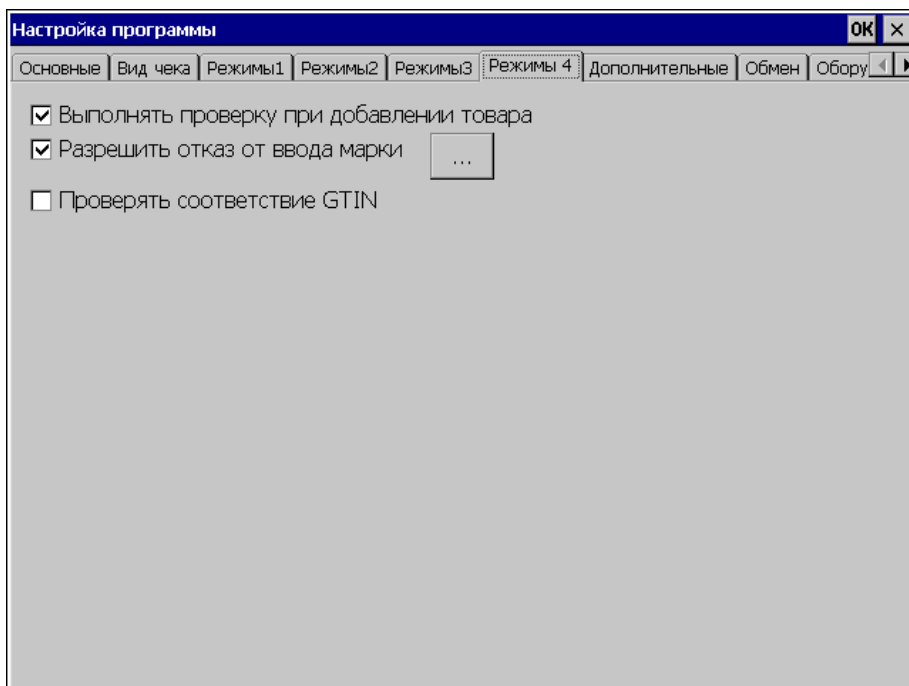 Настройка программы OK ×
Основные Вид чека Режимы1 Режимы2 Режимы3 Режимы 4 Дополнительные Обмен Обору
Выполнять проверку при добавлении товара
Разрешить отказ от ввода марки ...
Проверять соответствие GTIN